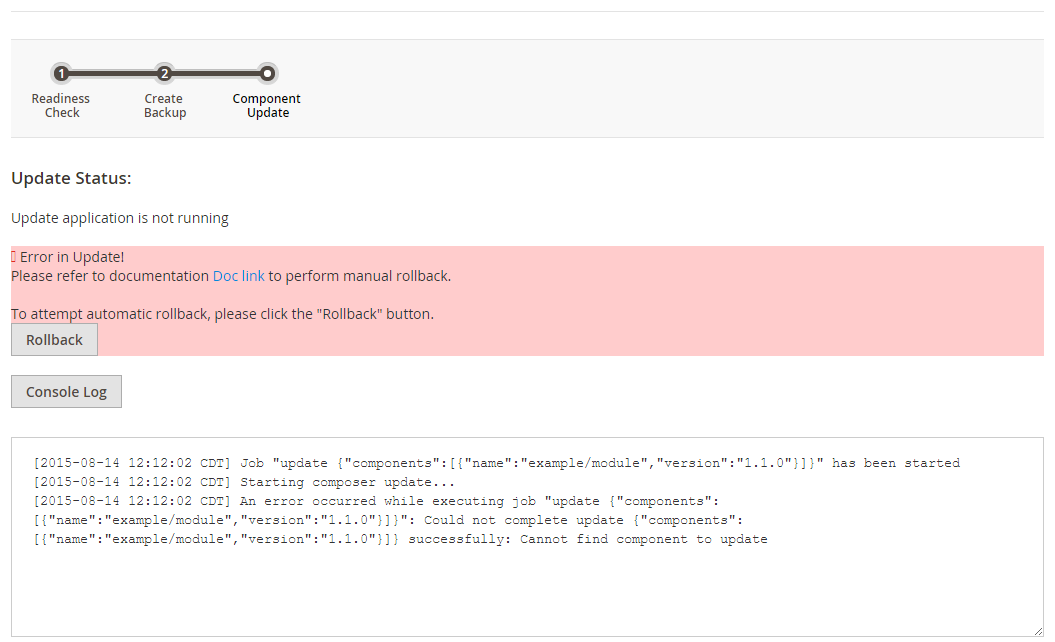 1 2
Readiness Check
Create Backup
Component Update
Update Status:
Update application is not running
Error in Update!
Please refer to documentation Doc link to perform manual rollback.
To attempt automatic rollback, please click the "Rollback" button.
Rollback
Console Log
[2015-08-14 12:12:02 CDT] Job "update {"components":[{"name":"example/module","version":"1.1.0"}]}" has been started
[2015-08-14 12:12:02 CDT] Starting composer update...
[2015-08-14 12:12:02 CDT] An error occurred while executing job "update {"components":
[{"name":"example/module","version":"1.1.0"}]}": Could not complete update {"components":
[{"name":"example/module","version":"1.1.0"}]} successfully: Cannot find component to update